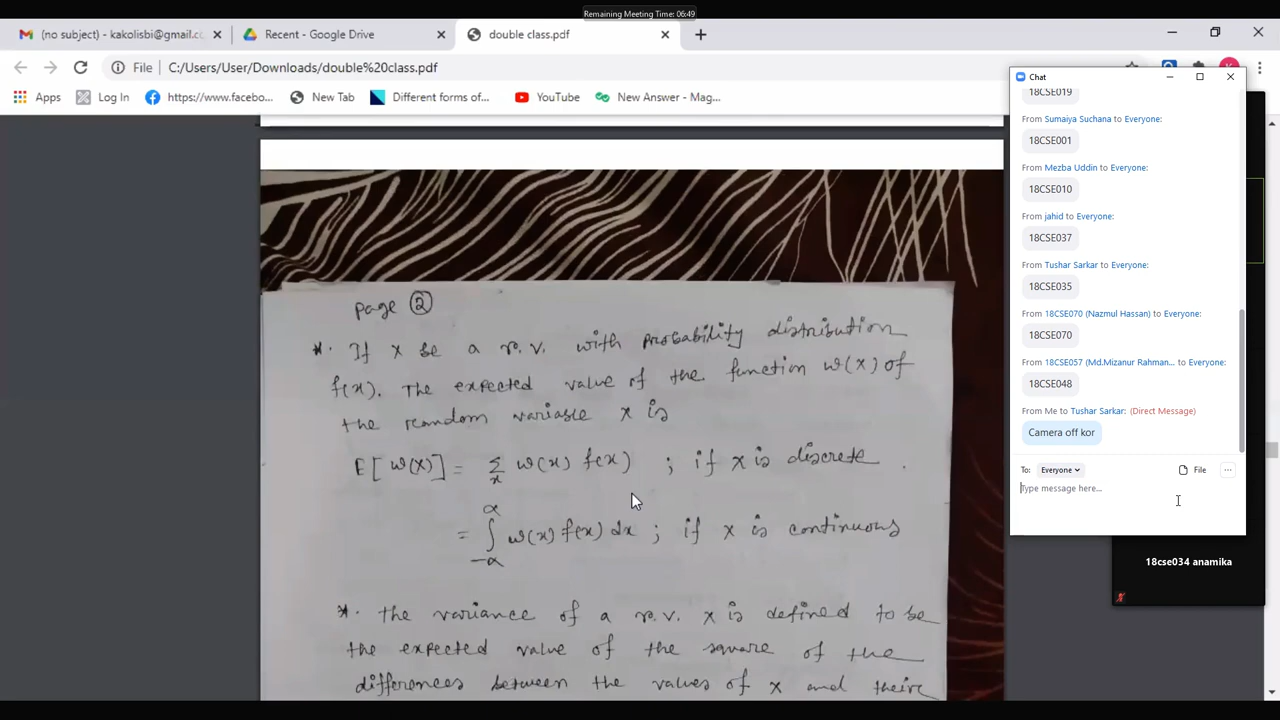 Remaining Meeting Time: 06:49
(no subject) - kakolisbi@gmail.c
Recent - Google Drive
double class.pdf
File
C:/Users/User/Downloads/double%20class.pdf
Apps
Log In
https://www.facebo...
New Tab
Different forms of...
YouTube
New Answer - Mag...
page ②
*. If x be a r.v. with probability distribution
f(x). The expected value of the function w(x) of
the random variable x is
E[w(x)] = Σ w(x) f(x) ; if x is discrete
x
= ∫ w(x) f(x) dx ; if x is continuous
α
-α
*. The variance of a r.v. x is defined to be
the expected value of the square of the
differences between the values of x and theire
Chat
18CSE019
From Sumaiya Suchana to Everyone:
18CSE001
From Mezba Uddin to Everyone:
18CSE010
From jahid to Everyone:
18CSE037
From Tushar Sarkar to Everyone:
18CSE035
From 18CSE070 (Nazmul Hassan) to Everyone:
18CSE070
From 18CSE057 (Md.Mizanur Rahman... to Everyone:
18CSE048
From Me to Tushar Sarkar: (Direct Message)
Camera off kor
To: Everyone
File
...
Type message here...
18cse034 anamika